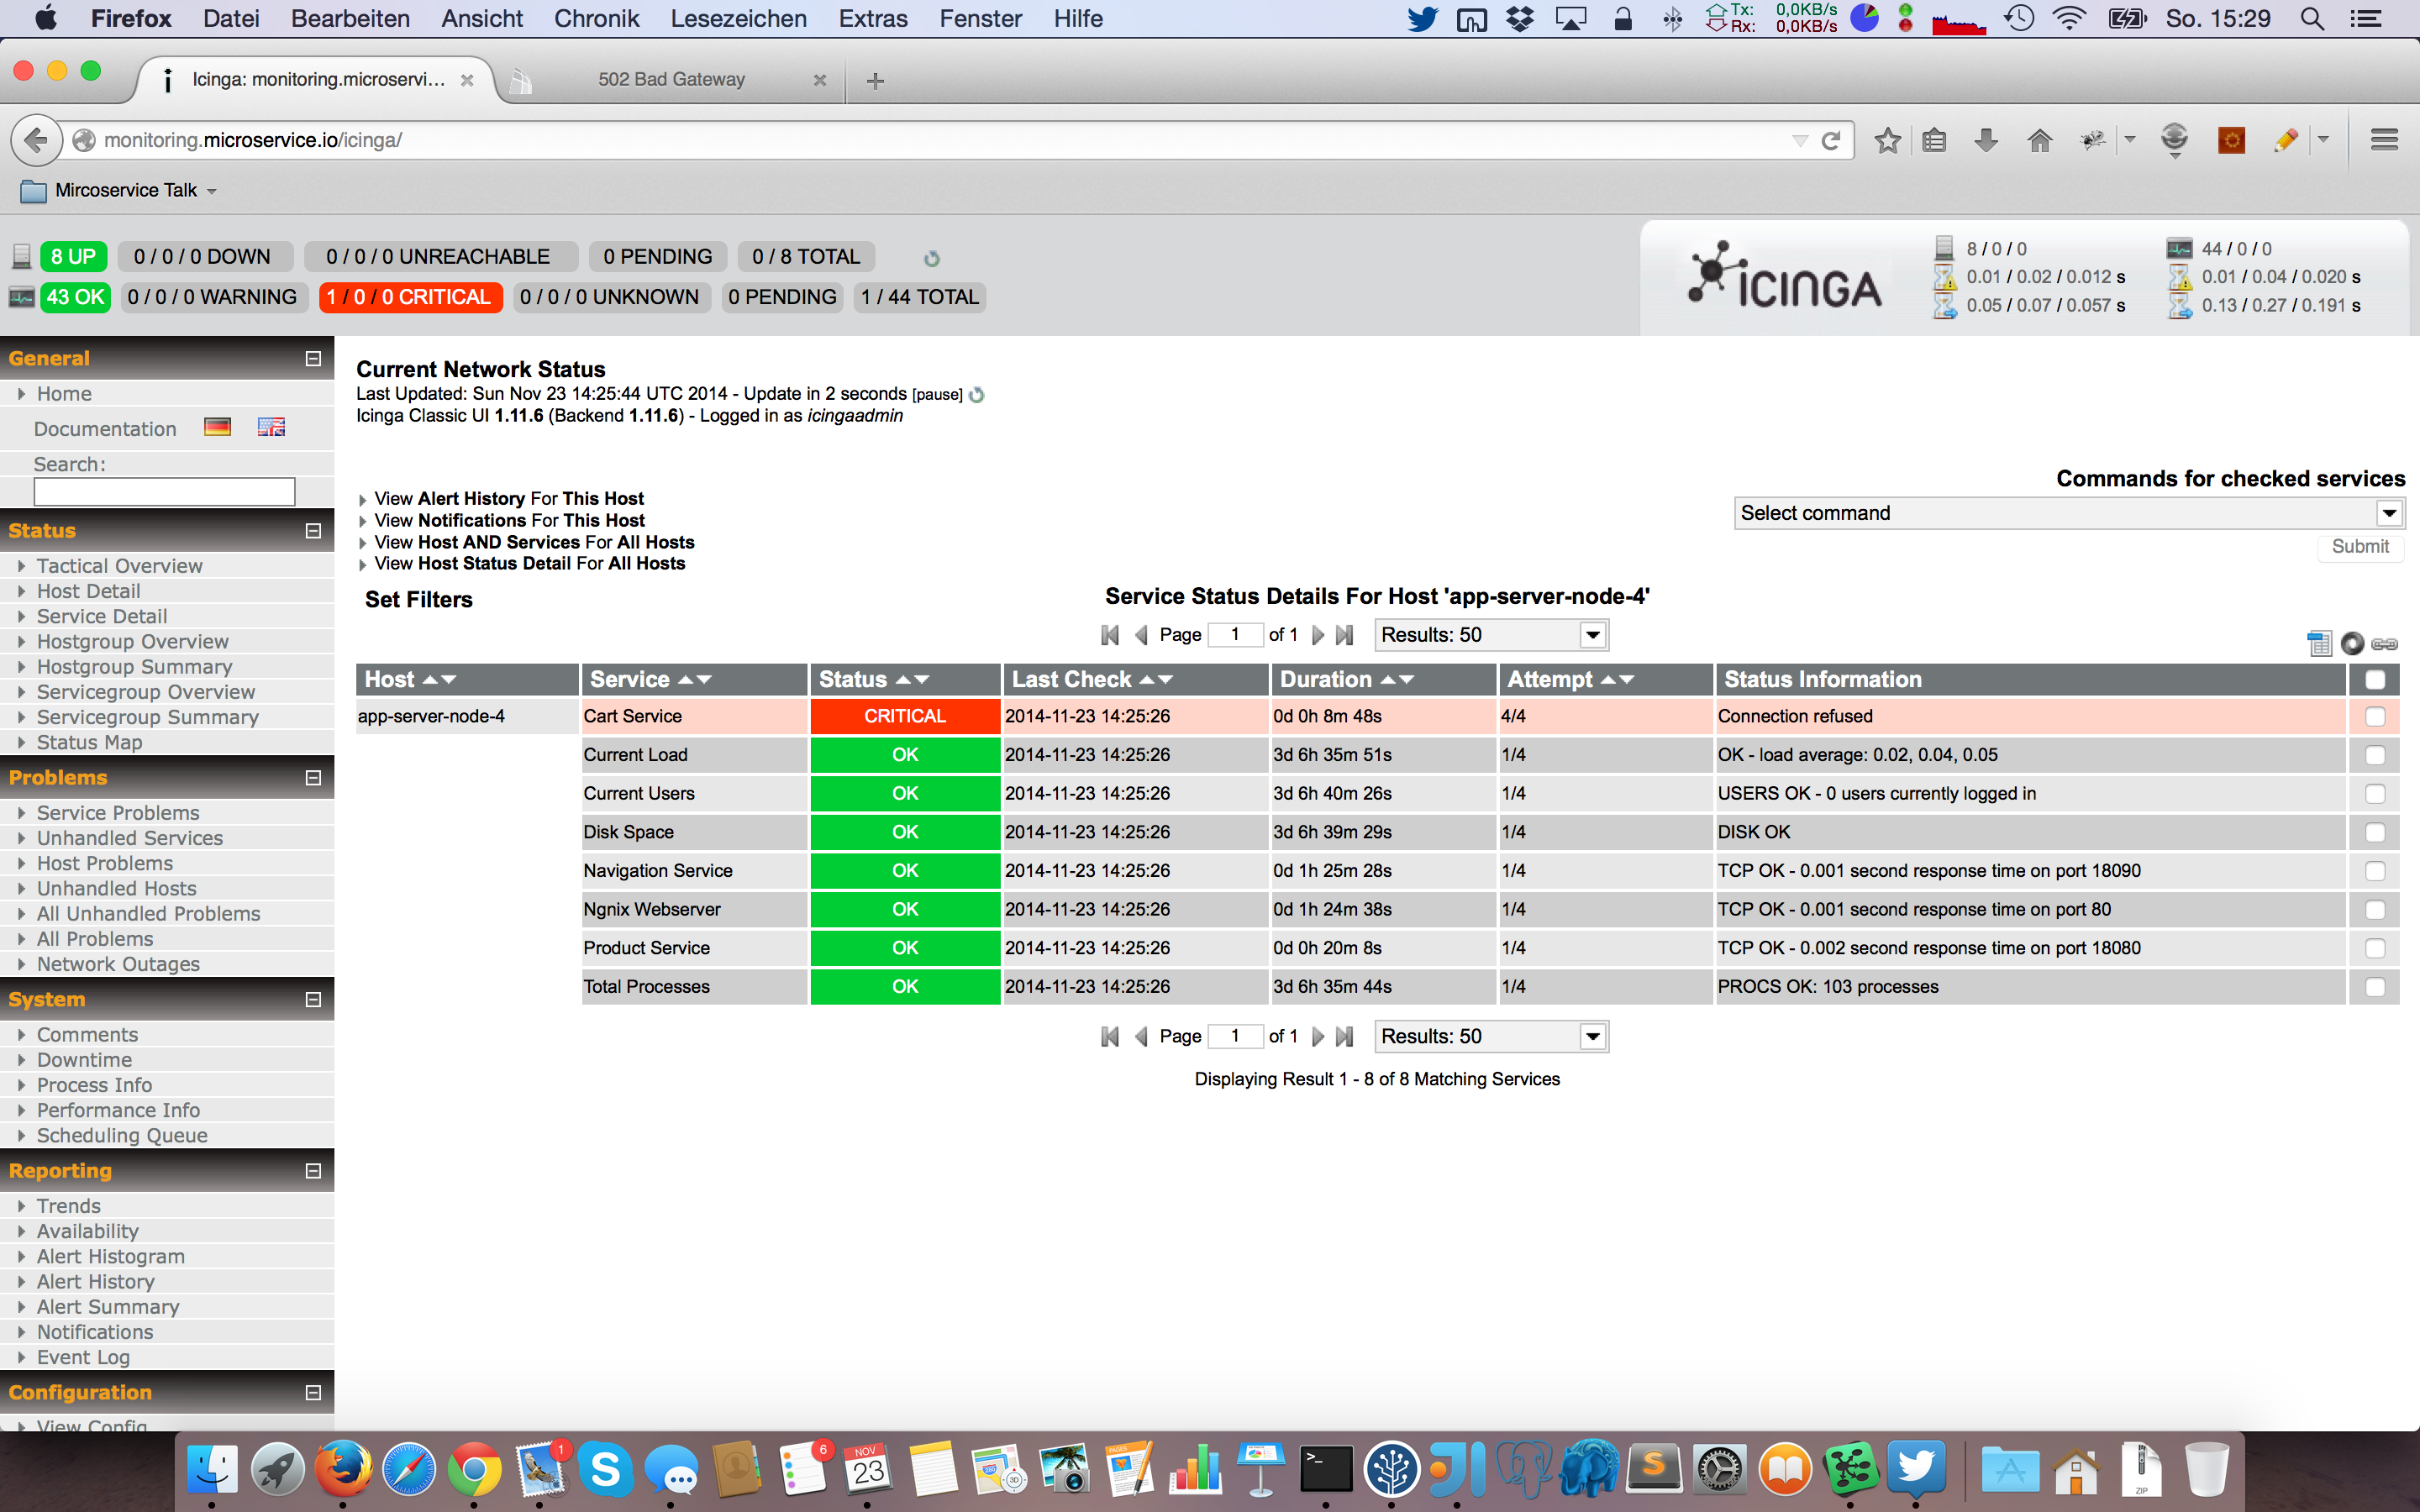 Firefox Datei Bearbeiten Ansicht Chronik Lesezeichen Extras Fenster Hilfe Tx: 0,0KB/s Rx: 0,0KB/s So. 15:29
Icinga: monitoring.microservi... 502 Bad Gateway
monitoring.microservice.io/icinga/
Mircoservice Talk
8 UP 0 / 0 / 0 DOWN 0 / 0 / 0 UNREACHABLE 0 PENDING 0 / 8 TOTAL
43 OK 0 / 0 / 0 WARNING 1 / 0 / 0 CRITICAL 0 / 0 / 0 UNKNOWN 0 PENDING 1 / 44 TOTAL
ICINGA
8 / 0 / 0 44 / 0 / 0
0.01 / 0.02 / 0.012 s 0.01 / 0.04 / 0.020 s
0.05 / 0.07 / 0.057 s 0.13 / 0.27 / 0.191 s
General
Home
Documentation
Search:
Status
Tactical Overview
Host Detail
Service Detail
Hostgroup Overview
Hostgroup Summary
Servicegroup Overview
Servicegroup Summary
Status Map
Problems
Service Problems
Unhandled Services
Host Problems
Unhandled Hosts
All Unhandled Problems
All Problems
Network Outages
System
Comments
Downtime
Process Info
Performance Info
Scheduling Queue
Reporting
Trends
Availability
Alert Histogram
Alert History
Alert Summary
Notifications
Event Log
Configuration
View Config
Current Network Status
Last Updated: Sun Nov 23 14:25:44 UTC 2014 - Update in 2 seconds [pause]
Icinga Classic UI 1.11.6 (Backend 1.11.6) - Logged in as icingaadmin
View Alert History For This Host
View Notifications For This Host
View Host AND Services For All Hosts
View Host Status Detail For All Hosts
Commands for checked services
Select command
Submit
Set Filters
Service Status Details For Host 'app-server-node-4'
Page 1 of 1 Results: 50
Host Service Status Last Check Duration Attempt Status Information
app-server-node-4 Cart Service CRITICAL 2014-11-23 14:25:26 0d 0h 8m 48s 4/4 Connection refused
Current Load OK 2014-11-23 14:25:26 3d 6h 35m 51s 1/4 OK - load average: 0.02, 0.04, 0.05
Current Users OK 2014-11-23 14:25:26 3d 6h 40m 26s 1/4 USERS OK - 0 users currently logged in
Disk Space OK 2014-11-23 14:25:26 3d 6h 39m 29s 1/4 DISK OK
Navigation Service OK 2014-11-23 14:25:26 0d 1h 25m 28s 1/4 TCP OK - 0.001 second response time on port 18090
Ngnix Webserver OK 2014-11-23 14:25:26 0d 1h 24m 38s 1/4 TCP OK - 0.001 second response time on port 80
Product Service OK 2014-11-23 14:25:26 0d 0h 20m 8s 1/4 TCP OK - 0.002 second response time on port 18080
Total Processes OK 2014-11-23 14:25:26 3d 6h 35m 44s 1/4 PROCS OK: 103 processes
Page 1 of 1 Results: 50
Displaying Result 1 - 8 of 8 Matching Services
1 S 6 NOV 23 3D PAGES >_ S ZIP